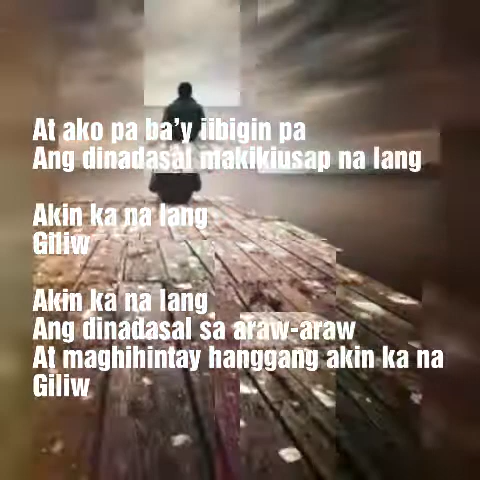 At ako pa ba'y iibigin pa
Ang dinadasal makikiusap na lang
Akin ka na lang
Giliw
Akin ka na lang
Ang dinadasal sa araw-araw
At maghihintay hanggang akin ka na
Giliw